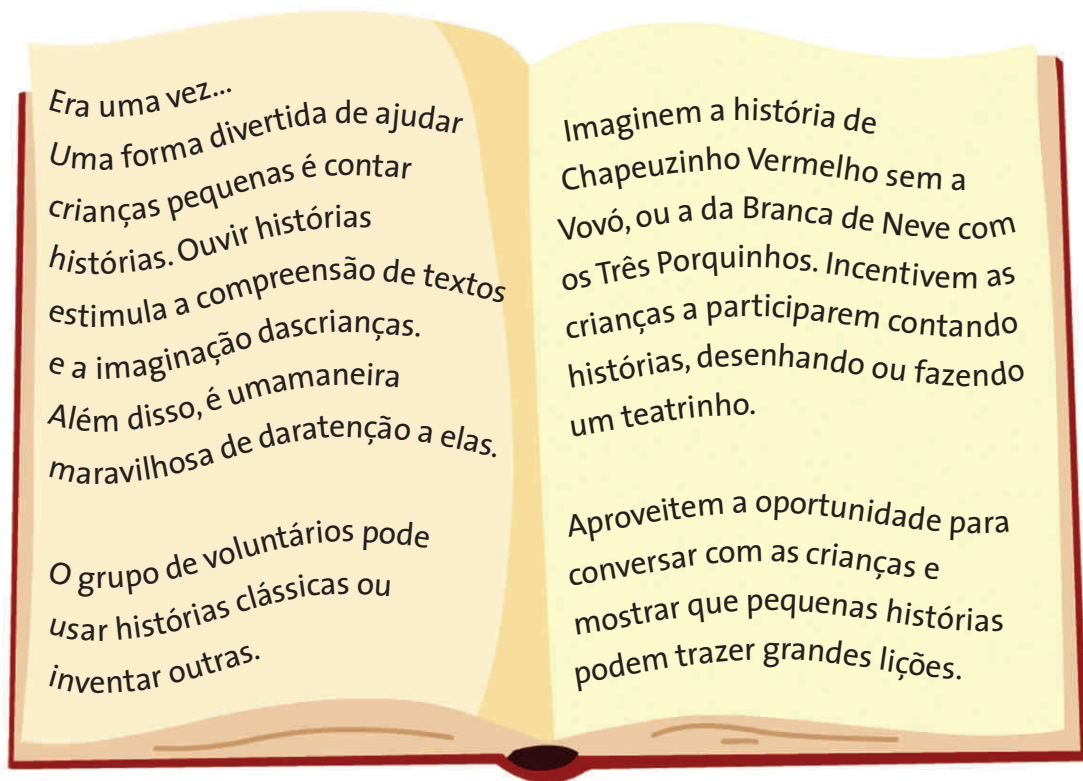 Era uma vez...
Uma forma divertida de ajudar
crianças pequenas é contar
histórias. Ouvir histórias
estimula a compreensão de textos
e a imaginação dascrianças.
Além disso, é umamaneira
maravilhosa de daratenção a elas.
O grupo de voluntários pode
usar histórias clássicas ou
inventar outras.
Imaginem a história de
Chapeuzinho Vermelho sem a
Vovó, ou a da Branca de Neve com
os Três Porquinhos. Incentivem as
crianças a participarem contando
histórias, desenhando ou fazendo
um teatrinho.
Aproveitem a oportunidade para
conversar com as crianças e
mostrar que pequenas histórias
podem trazer grandes lições.